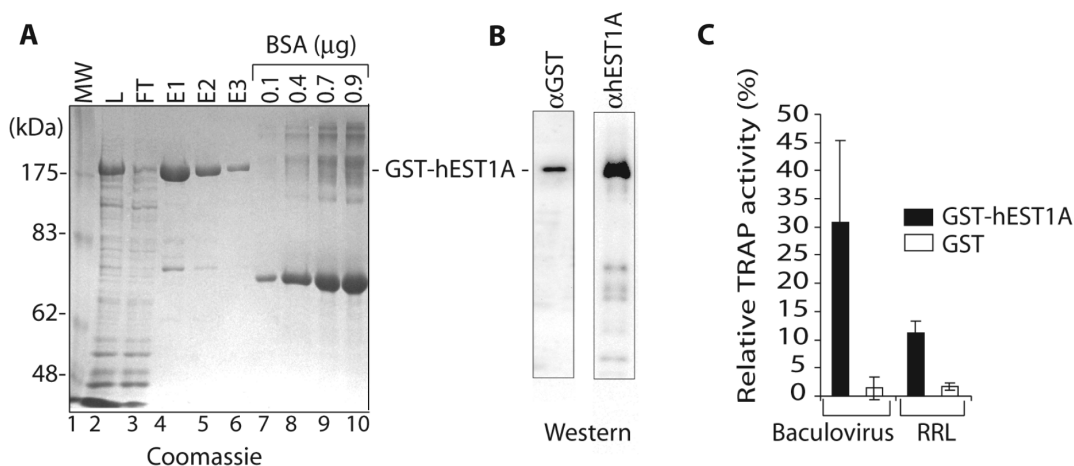 A
BSA (µg)
MW
L
FT
E1
E2
E3
0.1
0.4
0.7
0.9
(kDa)
175-
83-
62-
48-
- GST-hEST1A -
1 2 3 4 5 6 7 8 9 10
Coomassie
B
αGST
αhEST1A
Western
C
Relative TRAP activity (%)
50
45
40
35
30
25
20
15
10
5
0
GST-hEST1A
GST
Baculovirus
RRL